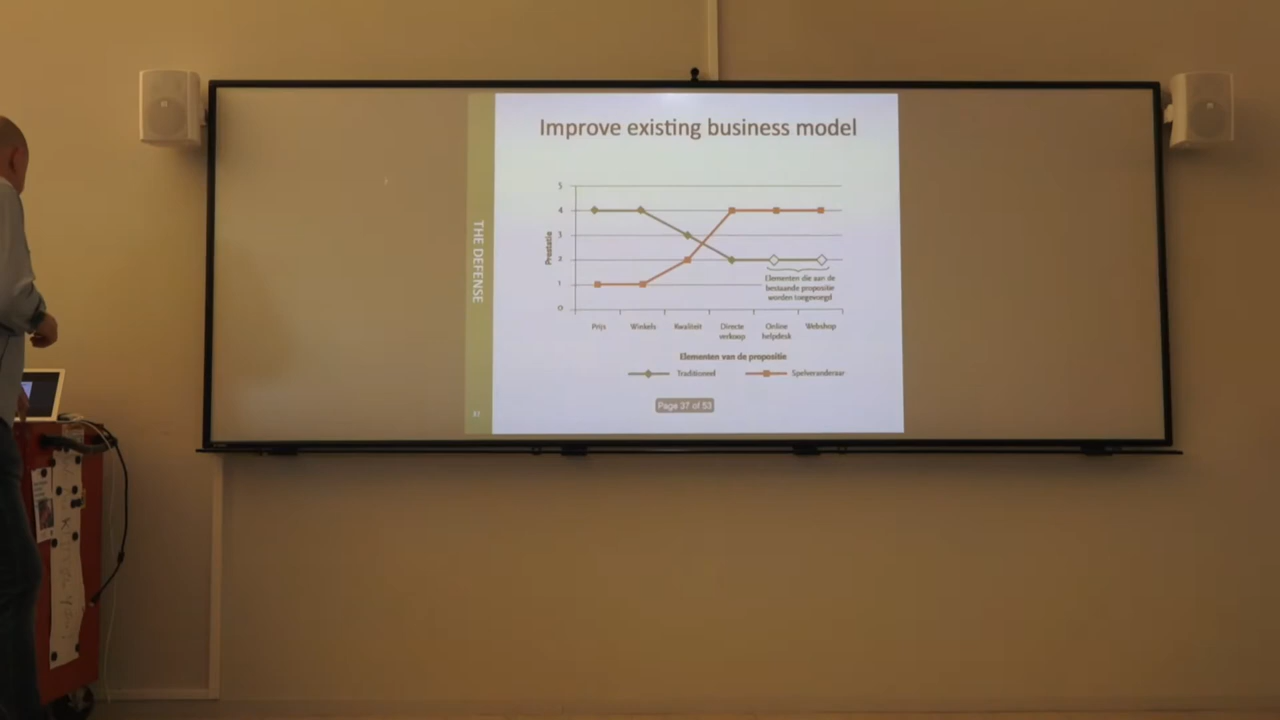 Improve existing business model
THE DEFENSE
5
4
3
2
1
0
Prestatie
Elementen die aan de
bestaande propositie
worden toegevoegd
Prijs
Winkels
Kwaliteit
Directe
verkoop
Online
helpdesk
Webshop
Elementen van de propositie
Traditioneel
Spelveranderaar
37
Page 37 of 53